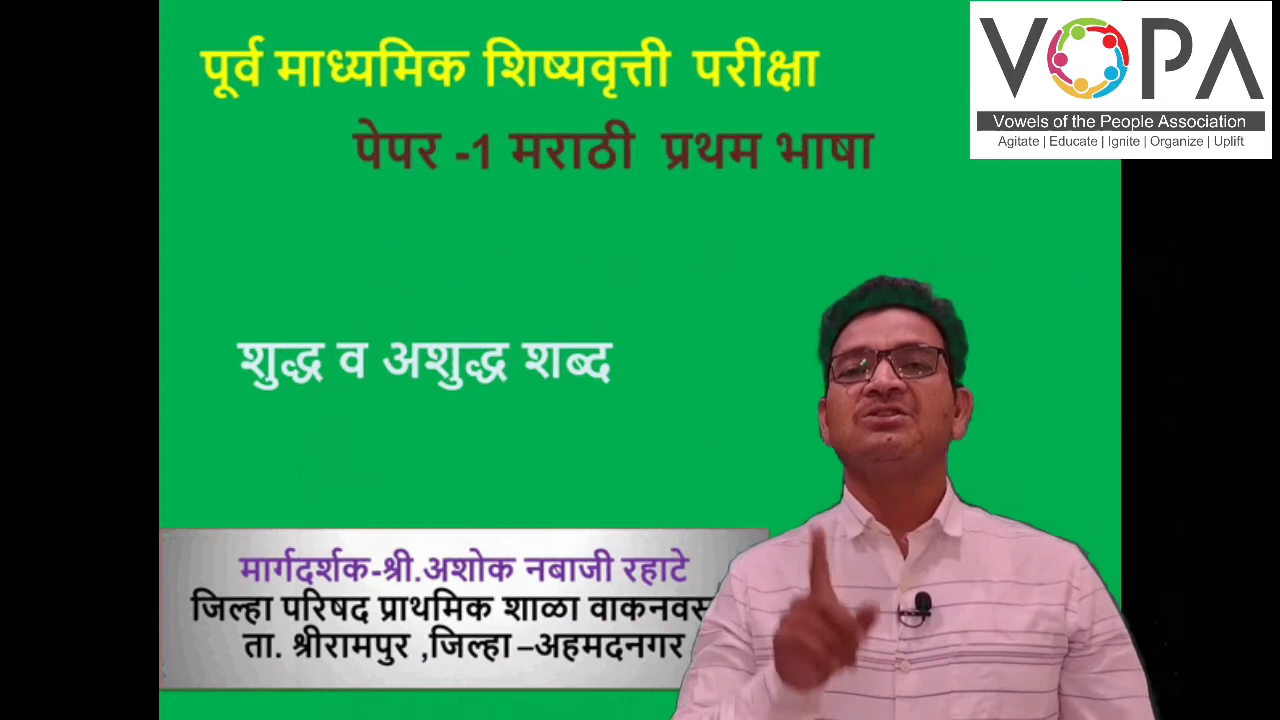 पूर्व माध्यमिक शिष्यवृत्ती परीक्षा
पेपर -1 मराठी प्रथम भाषा
शुद्ध व अशुद्ध शब्द
मार्गदर्शक-श्री.अशोक नबाजी रहाटे
जिल्हा परिषद प्राथमिक शाळा
ता. श्रीरामपुर ,जिल्हा –अहमदनगर
VOPA
Vowels of the People Association
Agitate | Educate | Ignite | Organize | Uplift